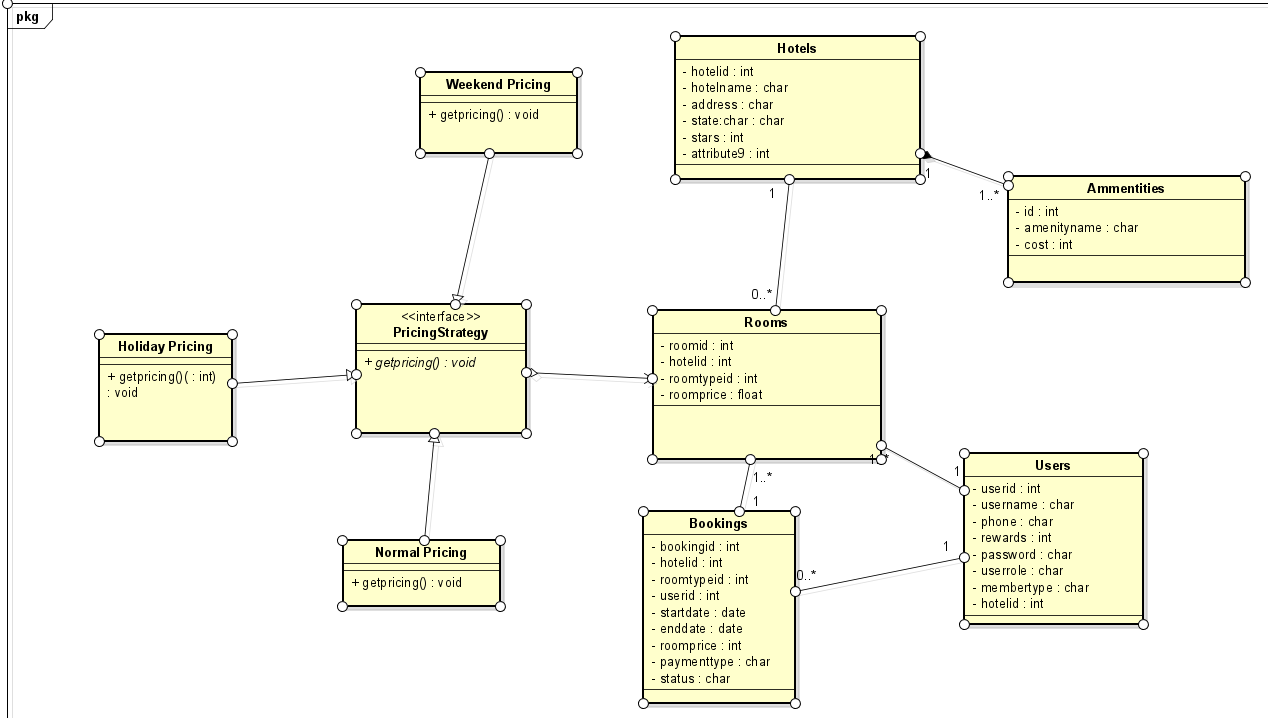 pkg
Weekend Pricing
+ getpricing() : void
Hotels
- hotelid : int
- hotelname : char
- address : char
- state:char : char
- stars : int
- attribute9 : int
1
1
1..*
Ammentities
- id : int
- amenityname : char
- cost : int
0..*
Holiday Pricing
+ getpricing()( : int)
: void
<<interface>>
PricingStrategy
+ getpricing() : void
Rooms
- roomid : int
- hotelid : int
- roomtypeid : int
- roomprice : float
1..*
1..*
1
Normal Pricing
+ getpricing() : void
Bookings
- bookingid : int
- hotelid : int
- roomtypeid : int
- userid : int
- startdate : date
- enddate : date
- roomprice : int
- paymenttype : char
- status : char
0..*
1
1
Users
- userid : int
- username : char
- phone : char
- rewards : int
- password : char
- userrole : char
- membertype : char
- hotelid : int